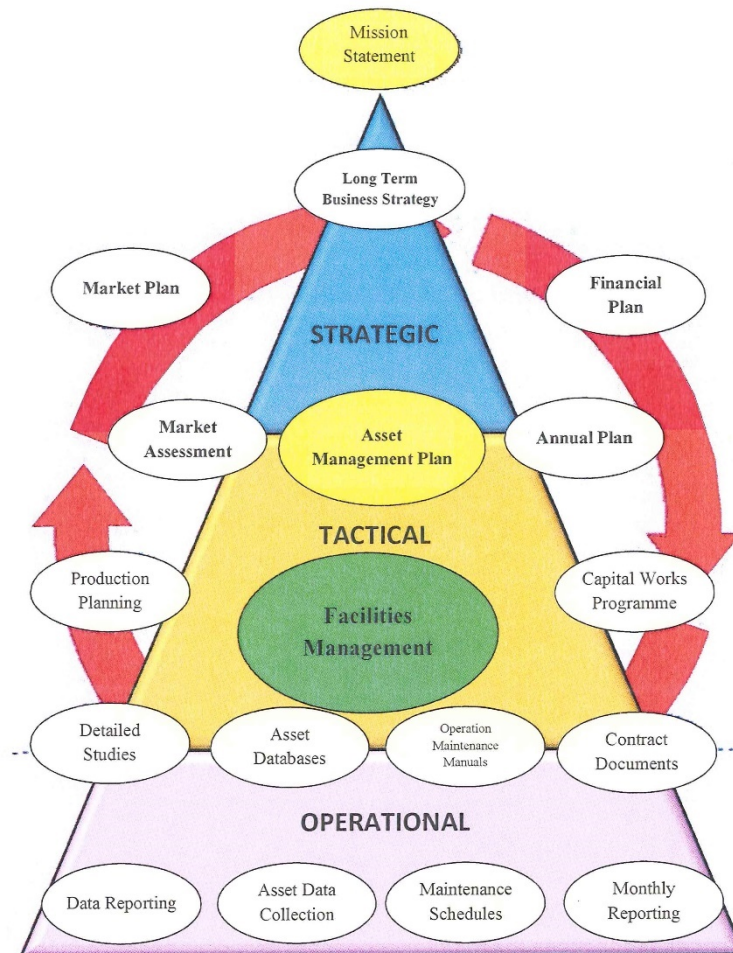 Mission
Statement
Long Term
Business Strategy
Market Plan
Financial
Plan
STRATEGIC
Market
Assessment
Asset
Management Plan
Annual Plan
TACTICAL
Production
Planning
Capital Works
Programme
Facilities
Management
Detailed
Studies
Asset
Databases
Operation
Maintenance
Manuals
Contract
Documents
OPERATIONAL
Data Reporting
Asset Data
Collection
Maintenance
Schedules
Monthly
Reporting